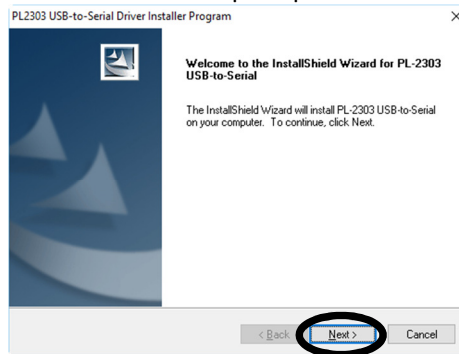 PL2303 USB-to-Serial Driver Installer Program
Welcome to the InstallShield Wizard for PL-2303
USB-to-Serial
The InstallShield Wizard will install PL-2303 USB-to-Serial
on your computer. To continue, click Next.
< Back Next > Cancel